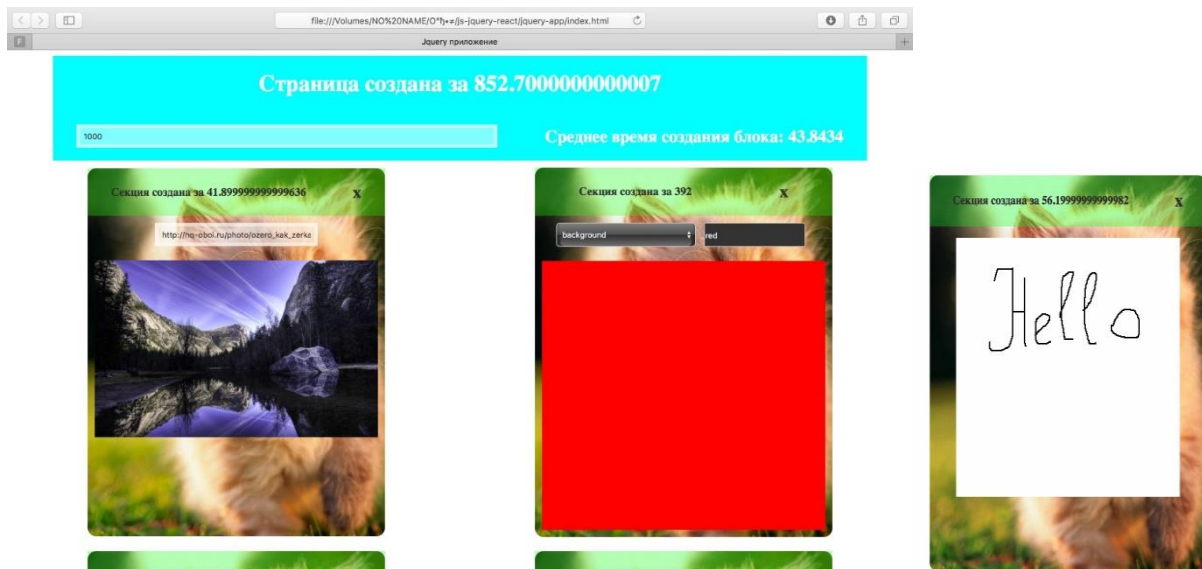 file:///Volumes/NO%20NAME/О°ђ•≠/js-jquery-react/jquery-app/index.html
F
Jquery приложение
+
Страница создана за 852.7000000000007
1000
Среднее время создания блока: 43.8434
Секция создана за 41.899999999999636
x
Секция создана за 392
x
Секция создана за 56.19999999999982
x
http://hq-oboi.ru/photo/ozero_kak_zerka
background
red
Hello